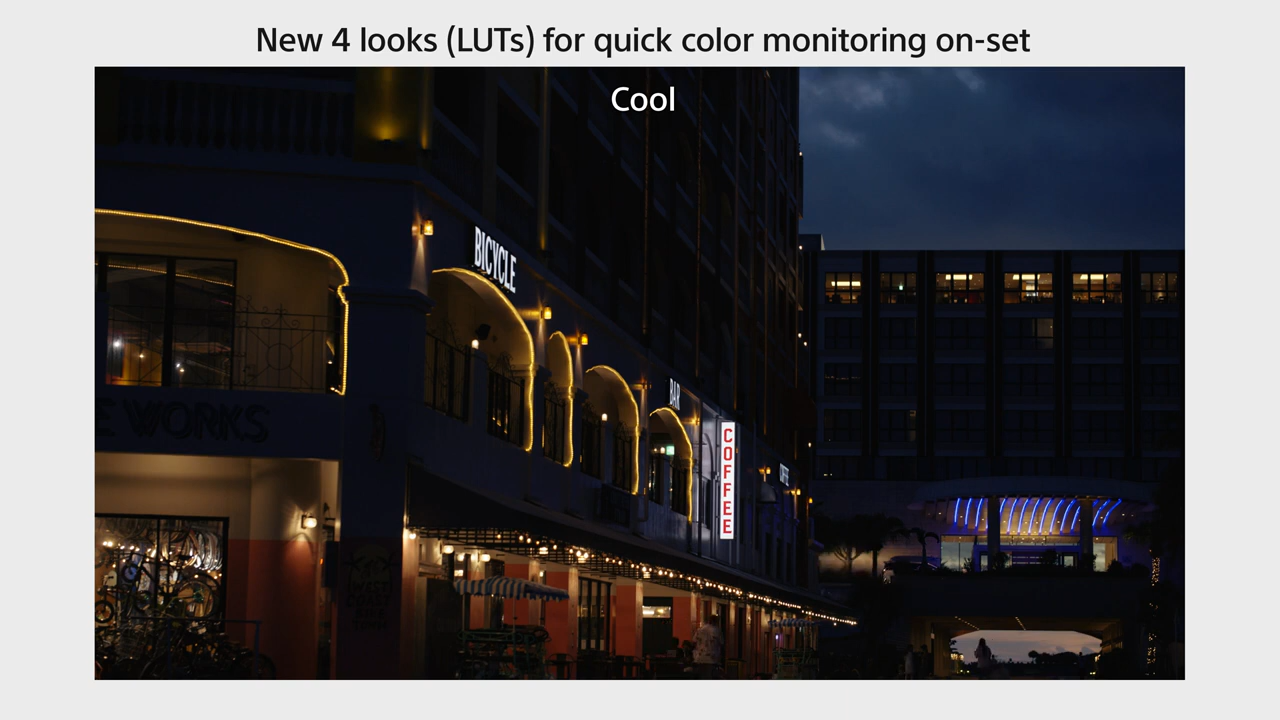 New 4 looks (LUTs) for quick color monitoring on-set
Cool
BICYCLE
BAR
COFFEE
E WORKS